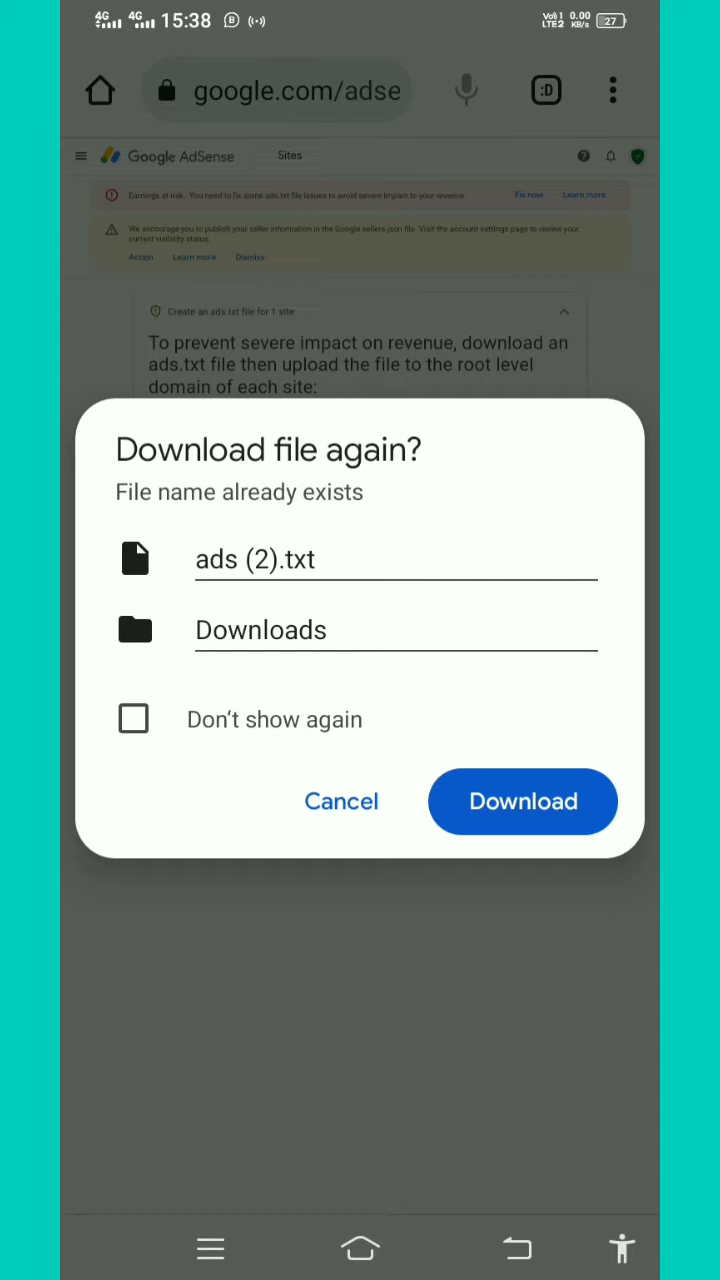 4G 4G 15:38 B VoI) 1 0.00 27
LTE2 KB/s
google.com/adse :D
Google AdSense Sites
Earnings at risk - You need to fix some ads.txt file issues to avoid severe impact to your revenue. Fix now Learn more
We encourage you to publish your seller information in the Google sellers.json file. Visit the account settings page to review your
current visibility status.
Action Learn more Dismiss
Create an ads.txt file for 1 site
To prevent severe impact on revenue, download an
ads.txt file then upload the file to the root level
domain of each site:
Download file again?
File name already exists
ads (2).txt
Downloads
Don't show again
Cancel Download